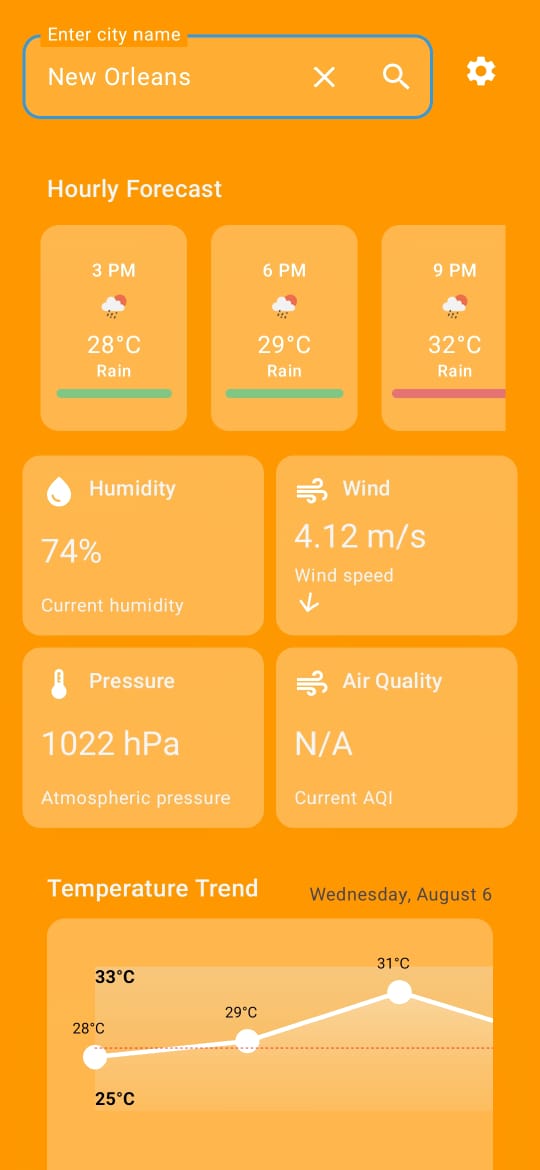 Enter city name
New Orleans
Hourly Forecast
3 PM
28°C
Rain
6 PM
29°C
Rain
9 PM
32°C
Rain
Humidity
74%
Current humidity
Wind
4.12 m/s
Wind speed
Pressure
1022 hPa
Atmospheric pressure
Air Quality
N/A
Current AQI
Temperature Trend
Wednesday, August 6
31°C
33°C
29°C
28°C
25°C